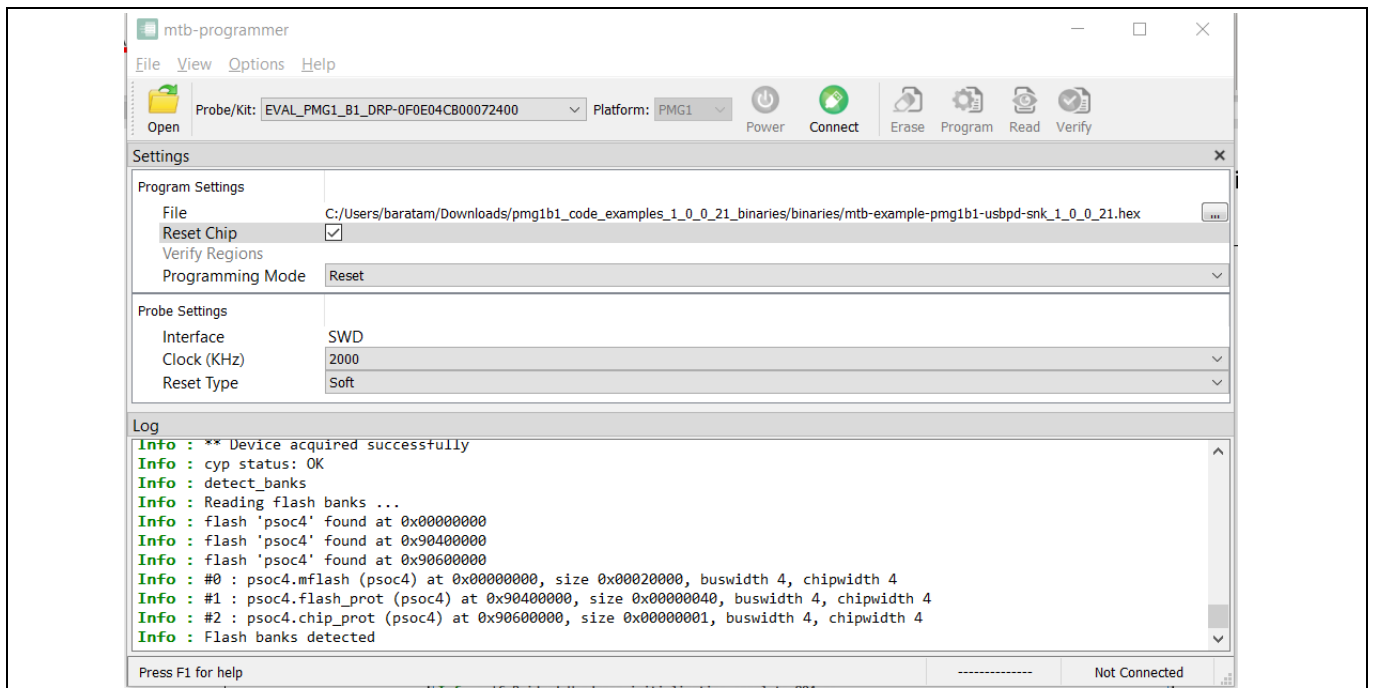 mtb-programmer
File View Options Help
Open Probe/Kit: EVAL_PMG1_B1_DRP-0F0E04CB00072400 Platform: PMG1 Power Connect Erase Program Read Verify
Settings
Program Settings
File C:/Users/baratam/Downloads/pmg1b1_code_examples_1_0_0_21_binaries/binaries/mtb-example-pmg1b1-usbpd-snk_1_0_0_21.hex ...
Reset Chip
Verify Regions
Programming Mode Reset
Probe Settings
Interface SWD
Clock (KHz) 2000
Reset Type Soft
Log
Info : ** Device acquired successfully
Info : cyp status: OK
Info : detect_banks
Info : Reading flash banks ...
Info : flash 'psoc4' found at 0x00000000
Info : flash 'psoc4' found at 0x90400000
Info : flash 'psoc4' found at 0x90600000
Info : #0 : psoc4.mflash (psoc4) at 0x00000000, size 0x00020000, buswidth 4, chipwidth 4
Info : #1 : psoc4.flash_prot (psoc4) at 0x90400000, size 0x00000040, buswidth 4, chipwidth 4
Info : #2 : psoc4.chip_prot (psoc4) at 0x90600000, size 0x00000001, buswidth 4, chipwidth 4
Info : Flash banks detected
Press F1 for help -------------- Not Connected